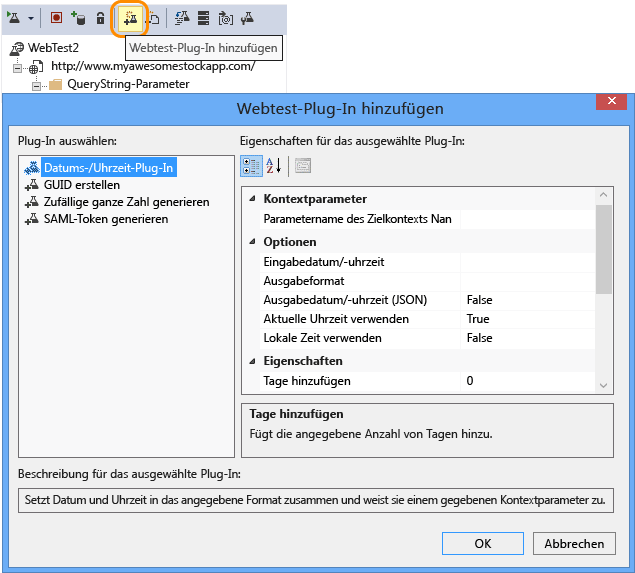 WebTest2
Webtest-Plug-In hinzufügen
http://www.myawesomestockapp.com/
QueryString-Parameter
Webtest-Plug-In hinzufügen
Plug-In auswählen:
Eigenschaften für das ausgewählte Plug-In:
Datums-/Uhrzeit-Plug-In
GUID erstellen
Zufällige ganze Zahl generieren
SAML-Token generieren
Kontextparameter
Parametername des Zielkontexts Nan
Optionen
Eingabedatum/-uhrzeit
Ausgabeformat
Ausgabedatum/-uhrzeit (JSON) False
Aktuelle Uhrzeit verwenden True
Lokale Zeit verwenden False
Eigenschaften
Tage hinzufügen 0
Tage hinzufügen
Fügt die angegebene Anzahl von Tagen hinzu.
Beschreibung für das ausgewählte Plug-In:
Setzt Datum und Uhrzeit in das angegebene Format zusammen und weist sie einem gegebenen Kontextparameter zu.
OK Abbrechen